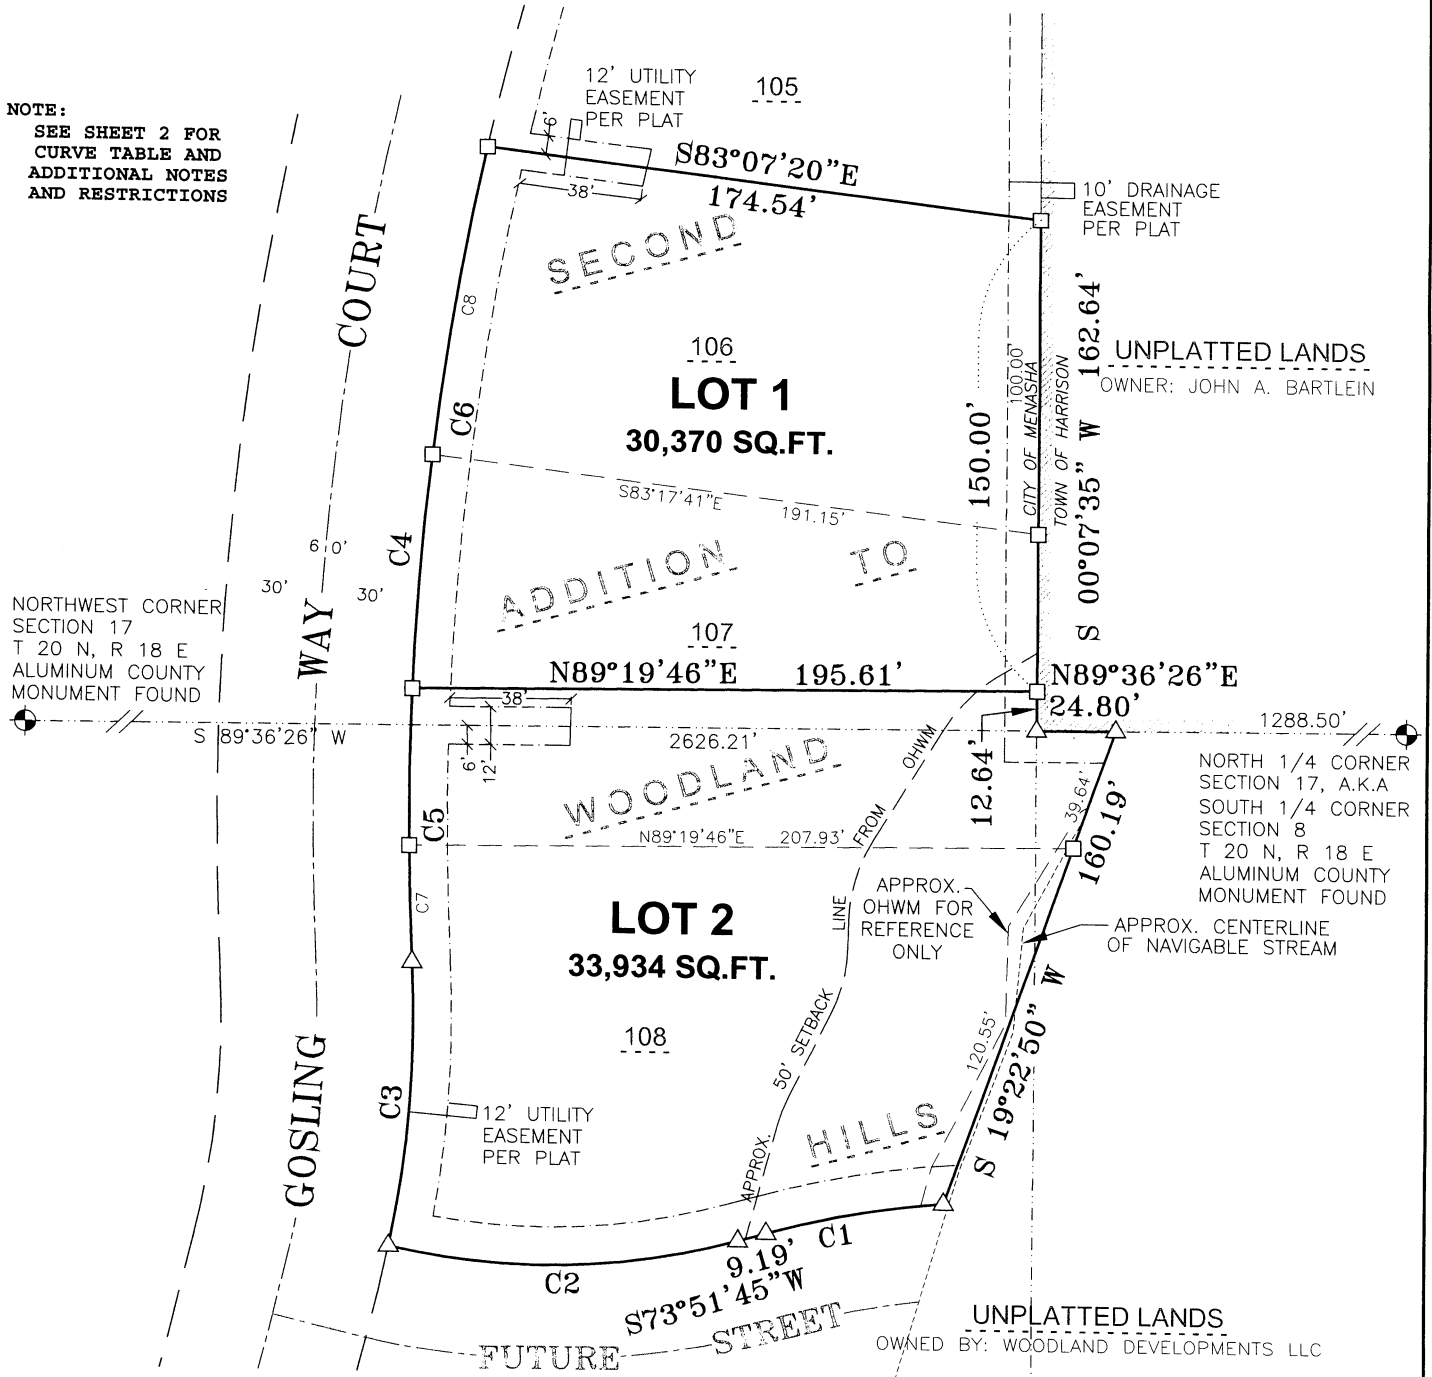 NOTE:
SEE SHEET 2 FOR
CURVE TABLE AND
ADDITIONAL NOTES
AND RESTRICTIONS
12' UTILITY
EASEMENT
PER PLAT
105
6'
S83°07'20"E
174.54'
38'
10' DRAINAGE
EASEMENT
PER PLAT
SECOND
COURT
C8
106
LOT 1
30,370 SQ.FT.
C6
162.64'
S 00°07'35" W
100.00'
150.00'
CITY OF MENASHA
TOWN OF HARRISON
UNPLATTED LANDS
OWNER: JOHN A. BARTLEIN
S83°17'41"E
191.15'
C4
60'
30'
30'
ADDITION TO
NORTHWEST CORNER
SECTION 17
T 20 N, R 18 E
ALUMINUM COUNTY
MONUMENT FOUND
WAY
107
N89°19'46"E 195.61'
N89°36'26"E
24.80'
38'
S 89°36'26" W
2626.21'
1288.50'
6'
12'
12.64'
WOODLAND
NORTH 1/4 CORNER
SECTION 17, A.K.A
SOUTH 1/4 CORNER
SECTION 8
T 20 N, R 18 E
ALUMINUM COUNTY
MONUMENT FOUND
C5
N89°19'46"E 207.93'
39.64'
160.19'
S 19°22'50" W
C7
LOT 2
33,934 SQ.FT.
APPROX.
OHWM FOR
REFERENCE
ONLY
APPROX. CENTERLINE
OF NAVIGABLE STREAM
APPROX. 50' SETBACK LINE FROM OHWM
108
120.55'
GOSLING
C3
12' UTILITY
EASEMENT
PER PLAT
HILLS
C2
9.19'
S73°51'45"W
C1
FUTURE STREET
UNPLATTED LANDS
OWNED BY: WOODLAND DEVELOPMENTS LLC